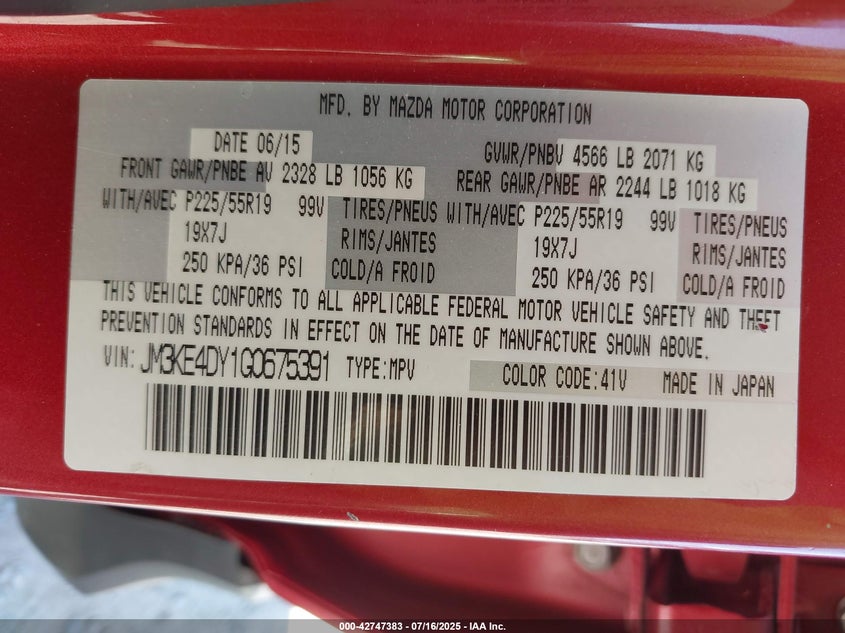 MFD. BY MAZDA MOTOR CORPORATION
DATE 06/15 GVWR/PNBV 4566 LB 2071 KG
FRONT GAWR/PNBE AV 2328 LB 1056 KG REAR GAWR/PNBE AR 2244 LB 1018 KG
WITH/AVEC P225/55R19 99V TIRES/PNEUS WITH/AVEC P225/55R19 99V TIRES/PNEUS
19X7J RIMS/JANTES 19X7J RIMS/JANTES
250 KPA/36 PSI COLD/A FROID 250 KPA/36 PSI COLD/A FROID
THIS VEHICLE CONFORMS TO ALL APPLICABLE FEDERAL MOTOR VEHICLE SAFETY AND THEFT
PREVENTION STANDARDS IN EFFECT ON THE DATE OF MANUFACTURE SHOWN ABOVE.
VIN: JM3KE4DY1G0675391 TYPE:MPV COLOR CODE:41V MADE IN JAPAN
000-42747383 - 07/16/2025 - IAA Inc.